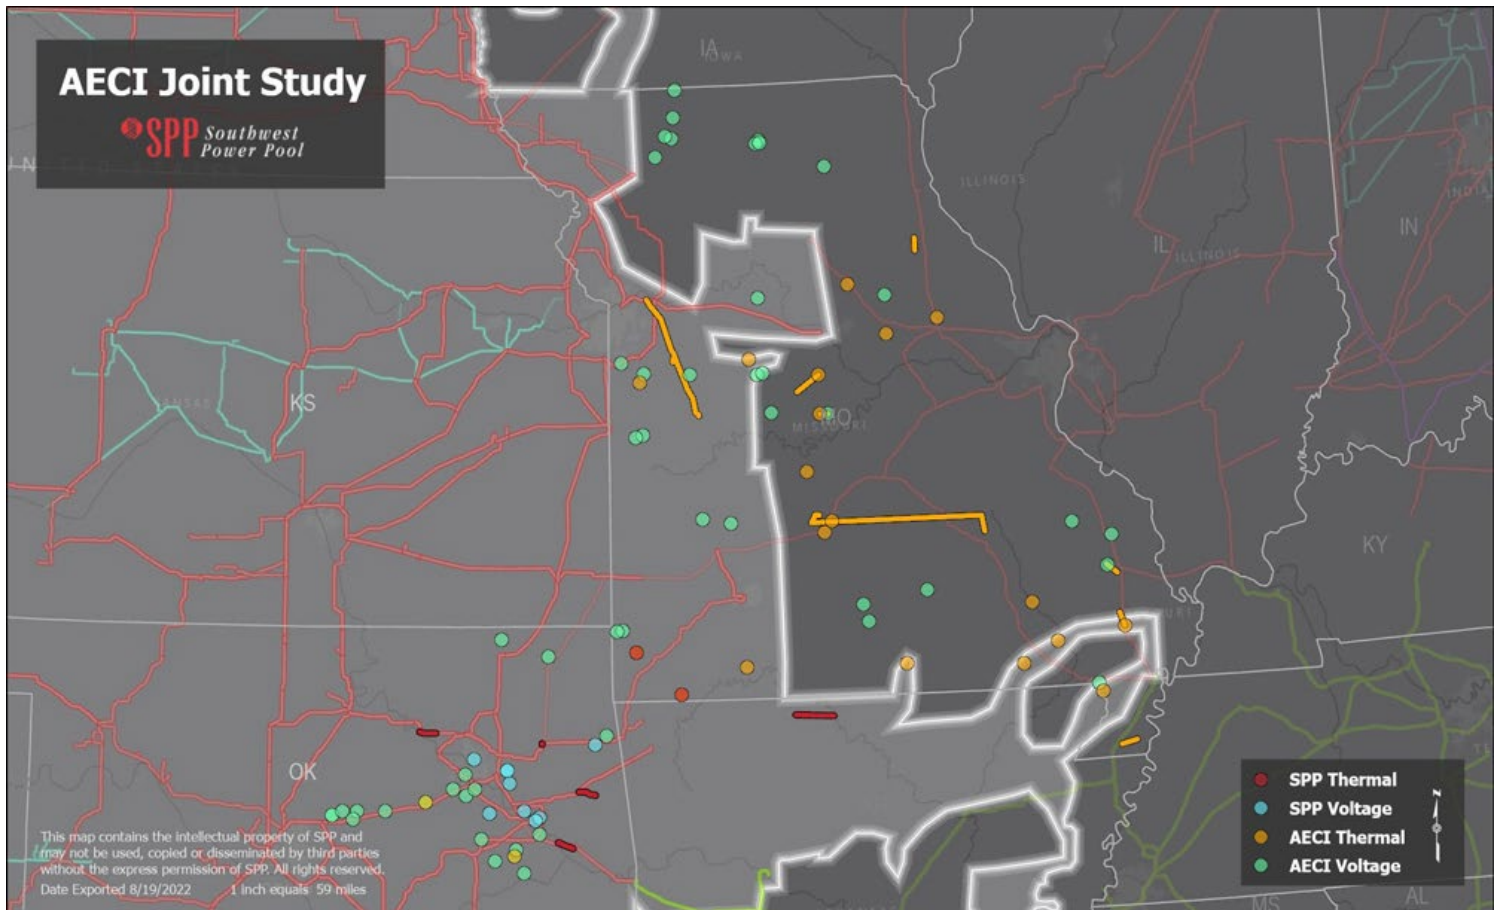 AECI Joint Study
SPP Southwest
Power Pool
IA
IOWA
ILLINOIS
IL
ILLINOIS
IN
KS
KANSAS
MO
MISSOURI
KY
OK
SPP Thermal
SPP Voltage
AECI Thermal
AECI Voltage
N
This map contains the intellectual property of SPP and
may not be used, copied or disseminated by third parties
without the express permission of SPP. All rights reserved.
Date Exported 8/19/2022 1 inch equals 59 miles
MS
AL